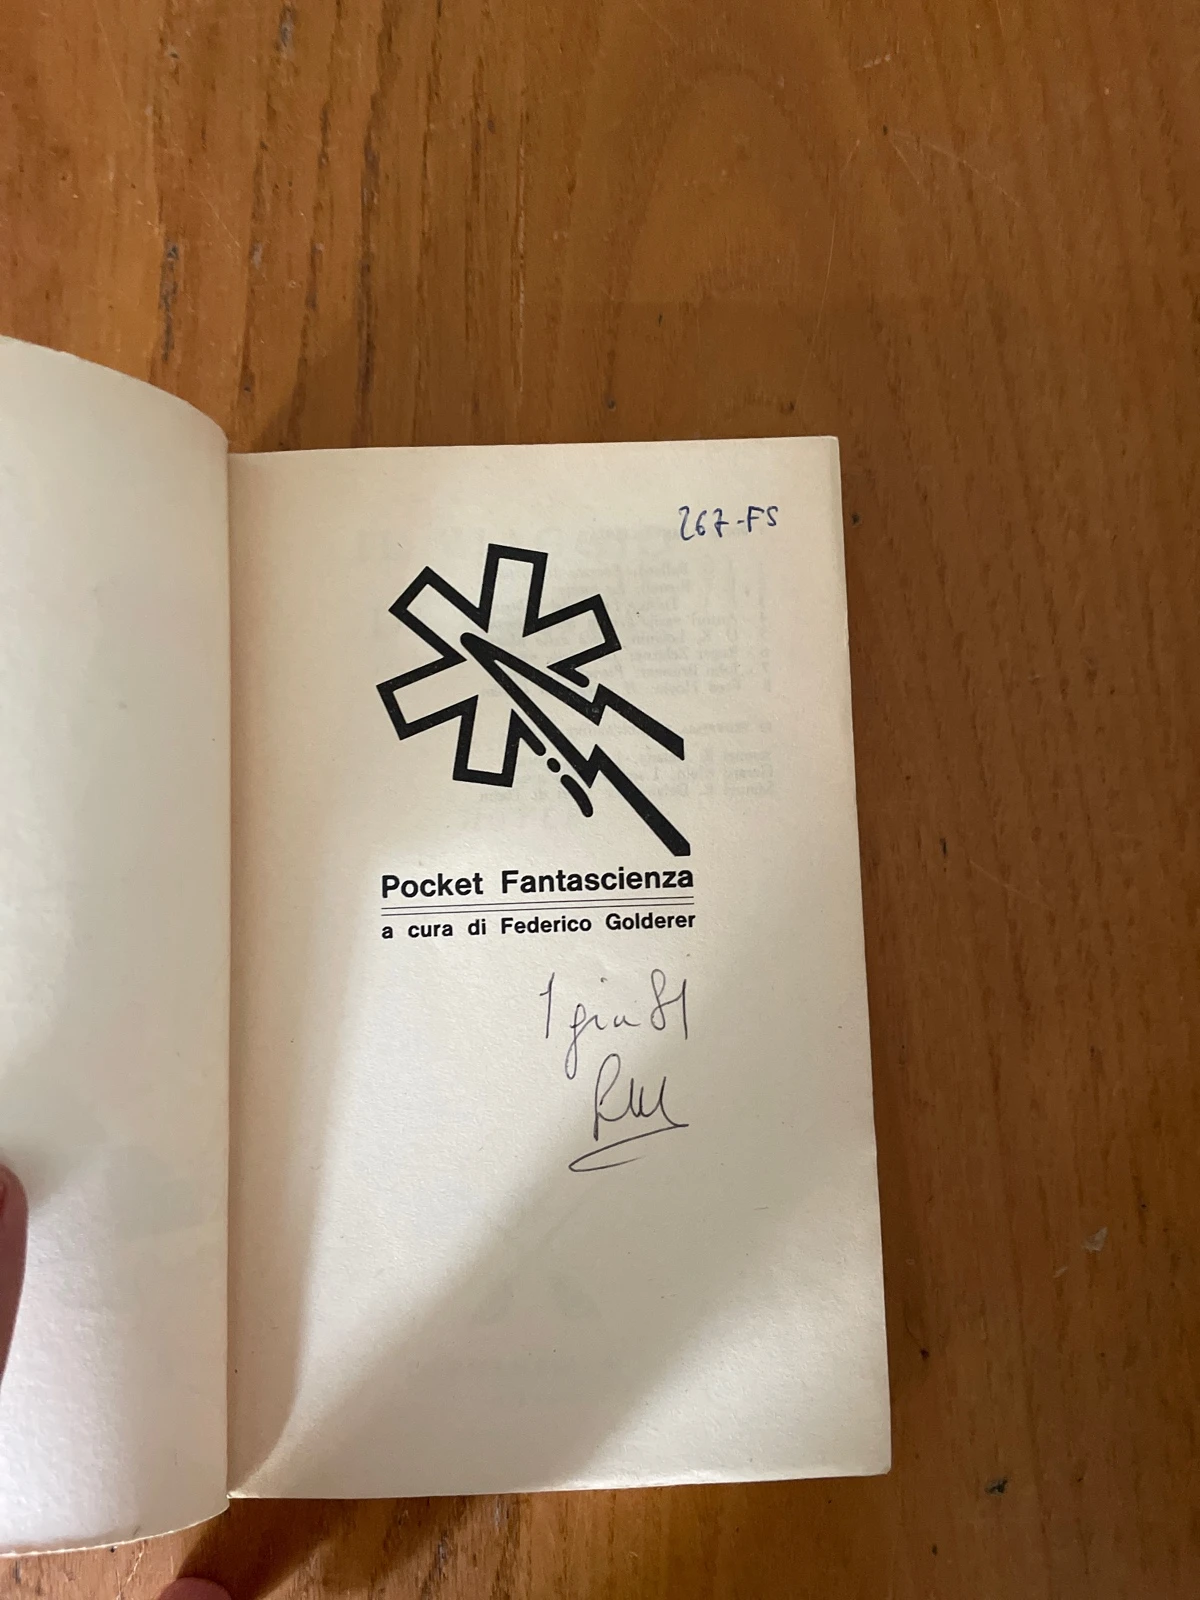 267-FS
Pocket Fantascienza
a cura di Federico Golderer
1 giu 81